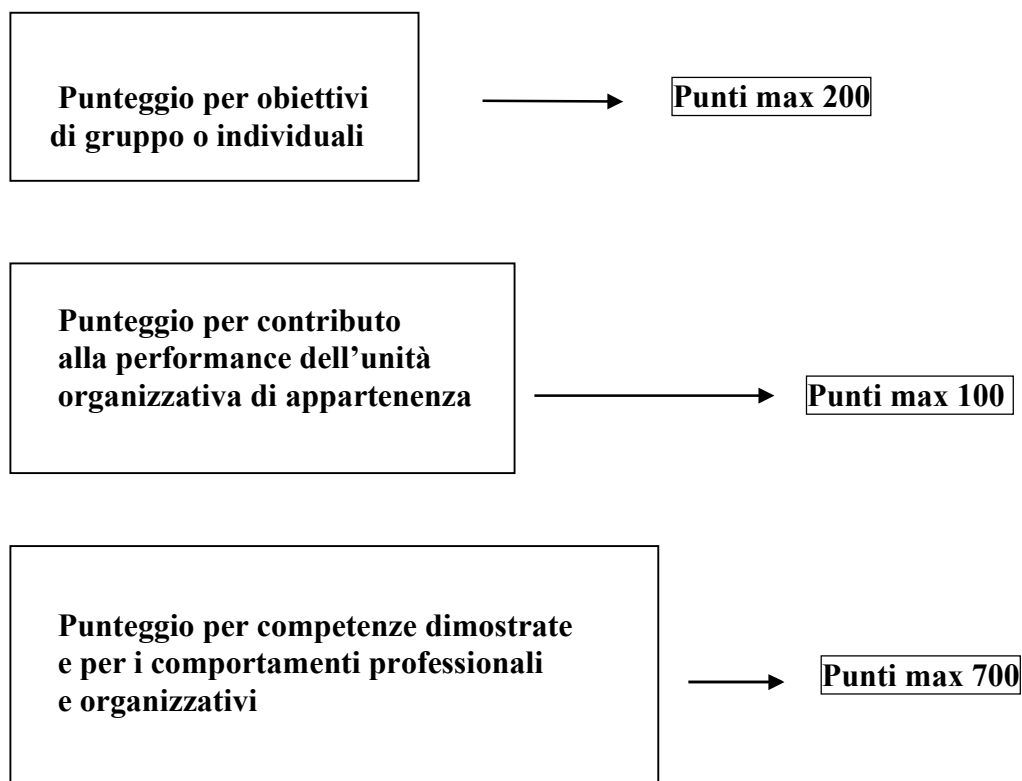 Punteggio per obiettivi
di gruppo o individuali
Punti max 200
Punteggio per contributo
alla performance dell’unità
organizzativa di appartenenza
Punti max 100
Punteggio per competenze dimostrate
e per i comportamenti professionali
e organizzativi
Punti max 700